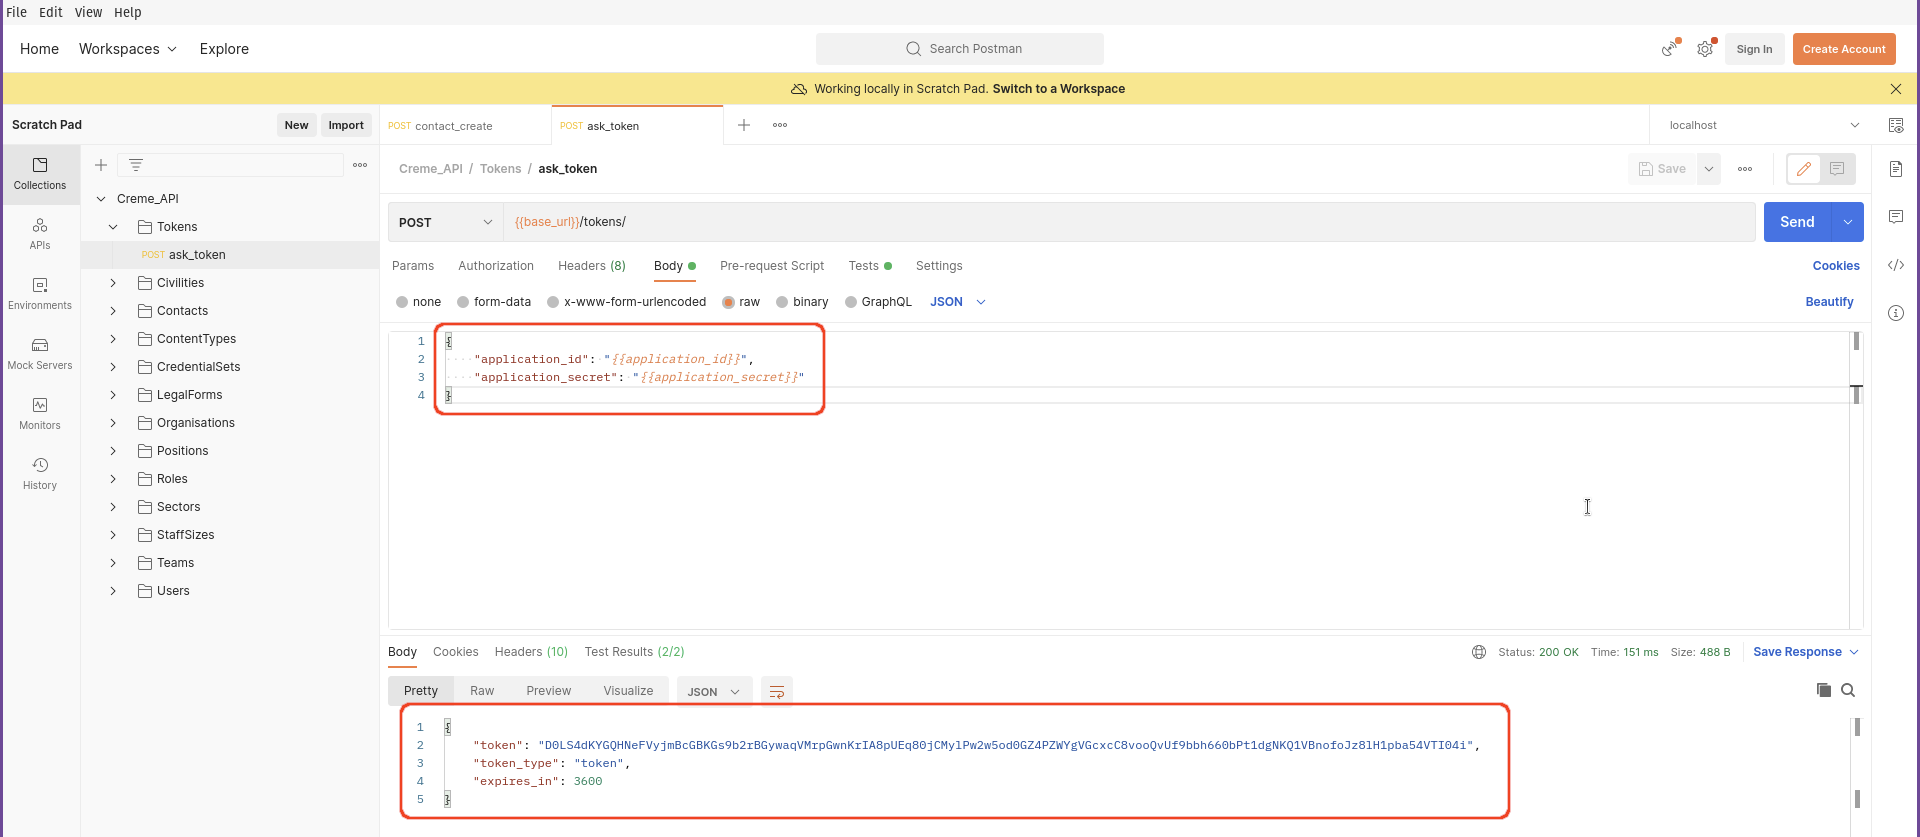 File Edit View Help
Home Workspaces Explore Search Postman Sign In Create Account
Working locally in Scratch Pad. Switch to a Workspace
Scratch Pad New Import POST contact_create POST ask_token localhost
Collections
APIs
Environments
Mock Servers
Monitors
History
Creme_API
Tokens
POST ask_token
Civilities
Contacts
ContentTypes
CredentialSets
LegalForms
Organisations
Positions
Roles
Sectors
StaffSizes
Teams
Users
Creme_API / Tokens / ask_token Save
POST {{base_url}}/tokens/ Send
Params Authorization Headers (8) Body Pre-request Script Tests Settings Cookies
none form-data x-www-form-urlencoded raw binary GraphQL JSON Beautify
1 {
2 "application_id": "{{application_id}}",
3 "application_secret": "{{application_secret}}"
4 }
Body Cookies Headers (10) Test Results (2/2) Status: 200 OK Time: 151 ms Size: 488 B Save Response
Pretty Raw Preview Visualize JSON
1 {
2 "token": "D0LS4dKYGQHNeFVyjmBcGBKGs9b2rBGywaqVMrpGwnKrIA8pUEq80jCMylPw2w5od0GZ4PZWYgVGcxcC8vooQvUf9bbh660bPt1dgNKQ1VBnofoJz8lH1pba54VTI04i",
3 "token_type": "token",
4 "expires_in": 3600
5 }